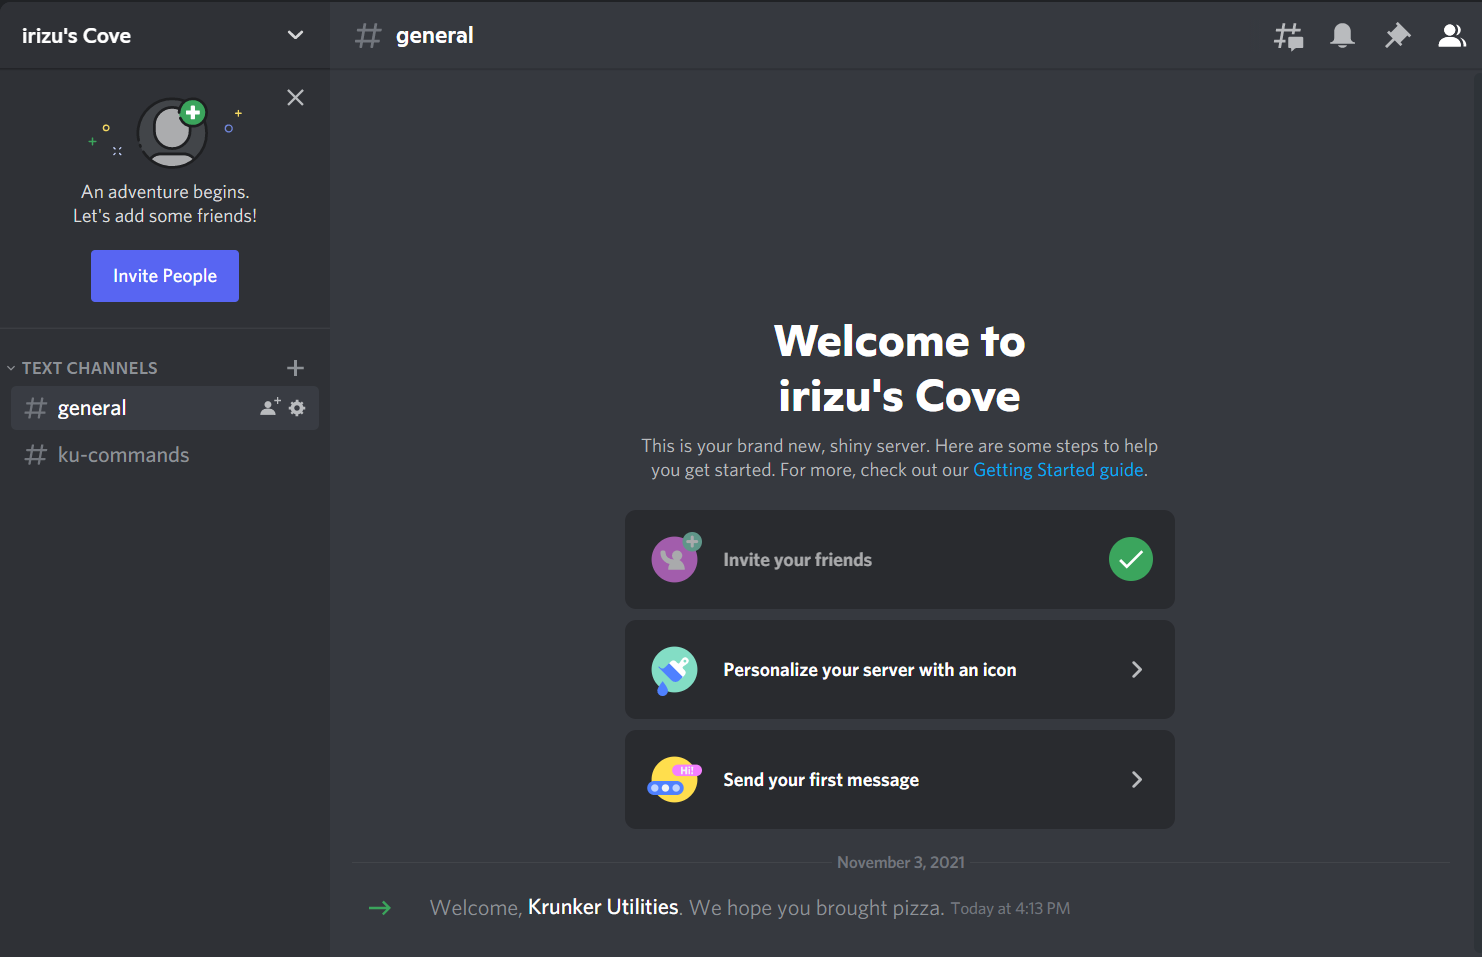 irizu's Cove
general
An adventure begins.
Let's add some friends!
Invite People
TEXT CHANNELS
general
ku-commands
Welcome to
irizu's Cove
This is your brand new, shiny server. Here are some steps to help
you get started. For more, check out our Getting Started guide.
Invite your friends
Personalize your server with an icon
Hi!
Send your first message
November 3, 2021
Welcome, Krunker Utilities. We hope you brought pizza. Today at 4:13 PM